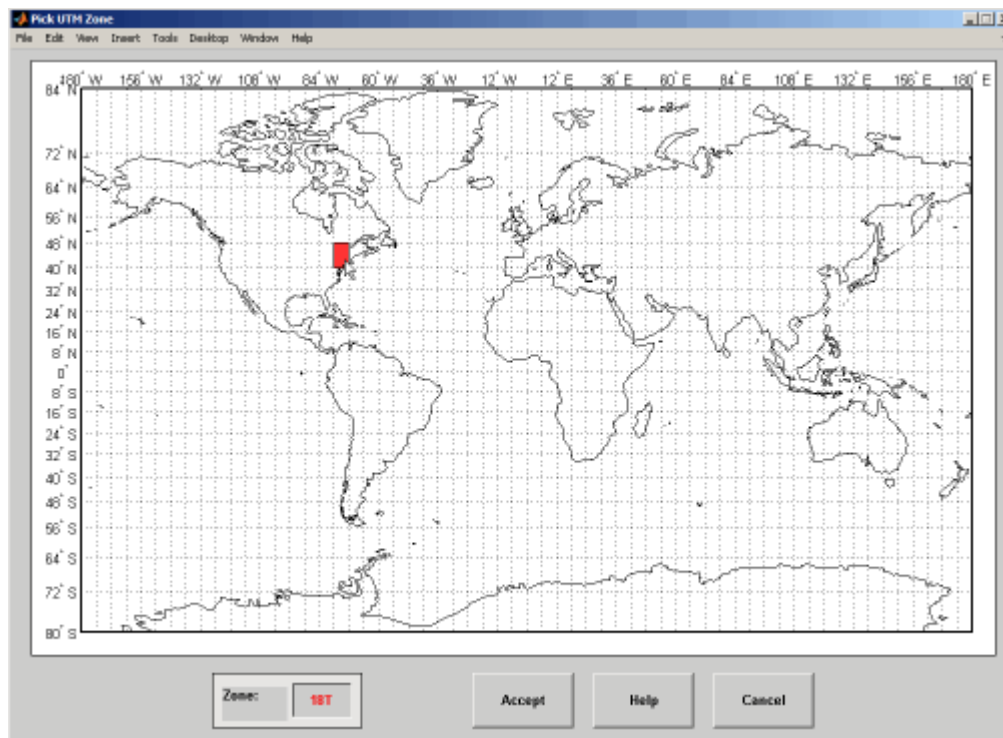 Pick UTM Zone
File Edit View Insert Tools Desktop Window Help
180° W 156° W 132° W 108° W 84° W 60° W 36° W 12° W 12° E 36° E 60° E 84° E 108° E 132° E 156° E 180° E
84° N
72° N
64° N
56° N
48° N
40° N
32° N
24° N
16° N
8° N
0°
8° S
16° S
24° S
32° S
40° S
48° S
56° S
64° S
72° S
80° S
Zone: 18T Accept Help Cancel